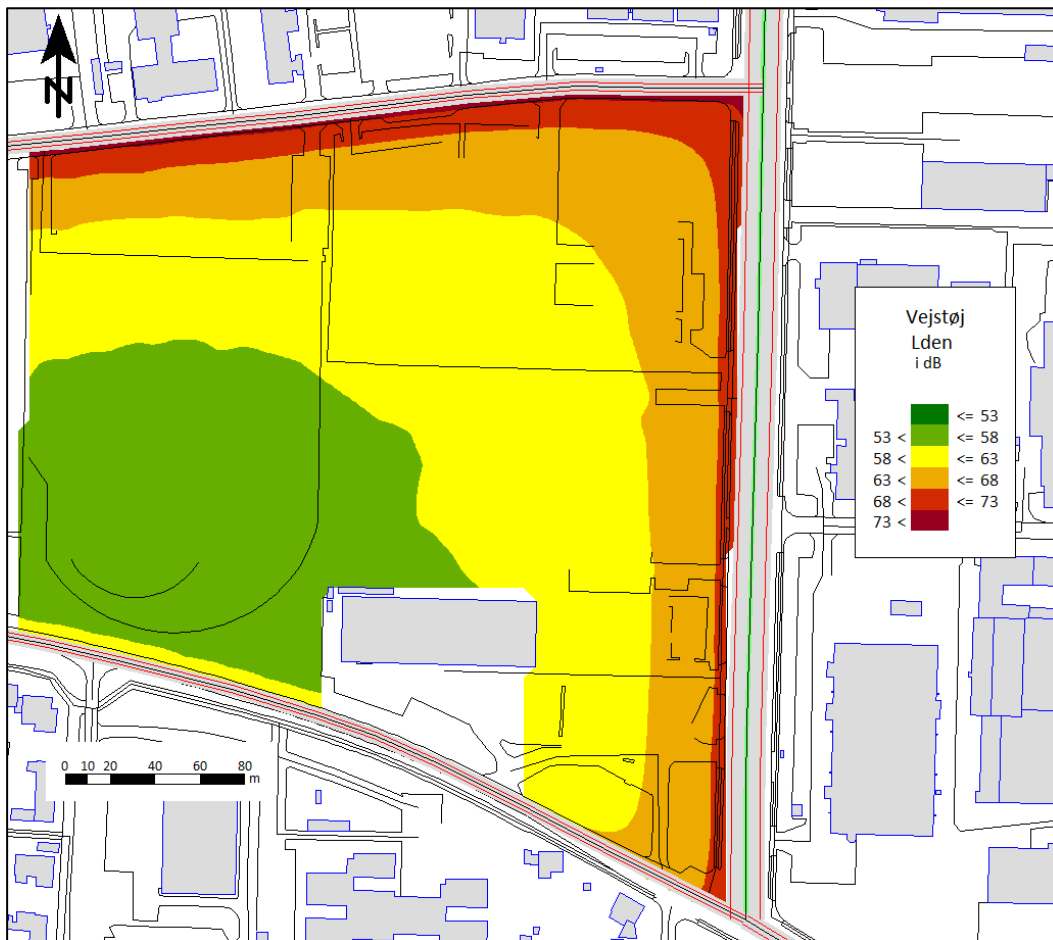 N
Vejstøj
Lden
i dB
<= 53
53 < <= 58
58 < <= 63
63 < <= 68
68 < <= 73
73 <
0 10 20 40 60 80
m